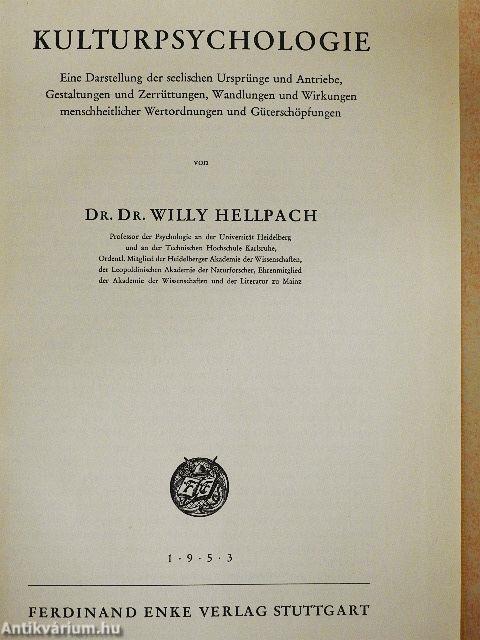 KULTURPSYCHOLOGIE
Eine Darstellung der seelischen Ursprünge und Antriebe,
Gestaltungen und Zerrüttungen, Wandlungen und Wirkungen
menschheitlicher Wertordnungen und Güterschöpfungen
von
DR. DR. WILLY HELLPACH
Professor der Psychologie an der Universität Heidelberg
und an der Technischen Hochschule Karlsruhe,
Ordentl. Mitglied der Heidelberger Akademie der Wissenschaften,
der Leopoldinischen Akademie der Naturforscher, Ehrenmitglied
der Akademie der Wissenschaften und der Literatur zu Mainz
F E
1 • 9 • 5 • 3
FERDINAND ENKE VERLAG STUTTGART
Antikvárium.hu